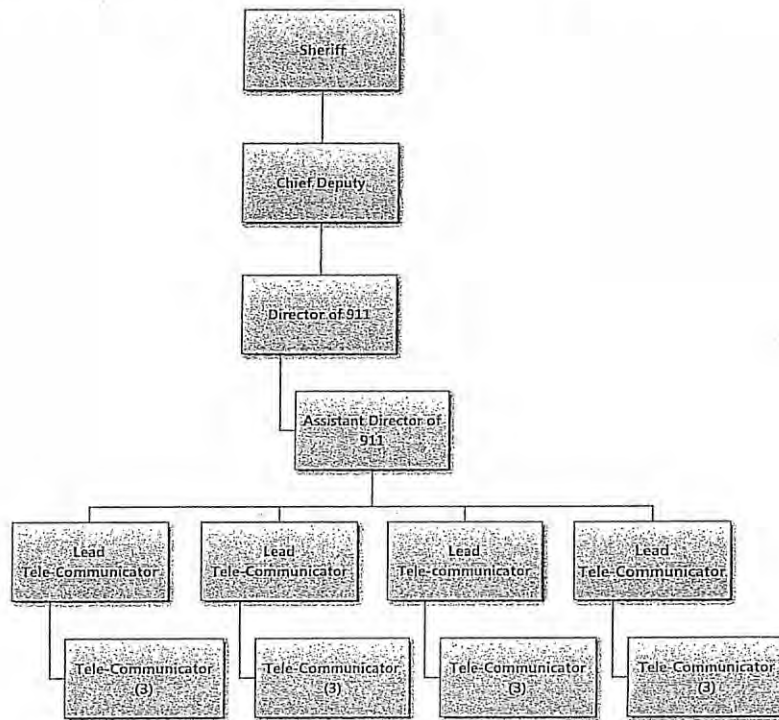 Sheriff
Chief Deputy
Director of 911
Assistant Director of
911
Lead
Tele-Communicator
Lead
Tele-Communicator
Lead
Tele-communicator
Lead
Tele-Communicator
Tele-Communicator
(3)
Tele-Communicator
(3)
Tele-Communicator
(3)
Tele-Communicator
(3)